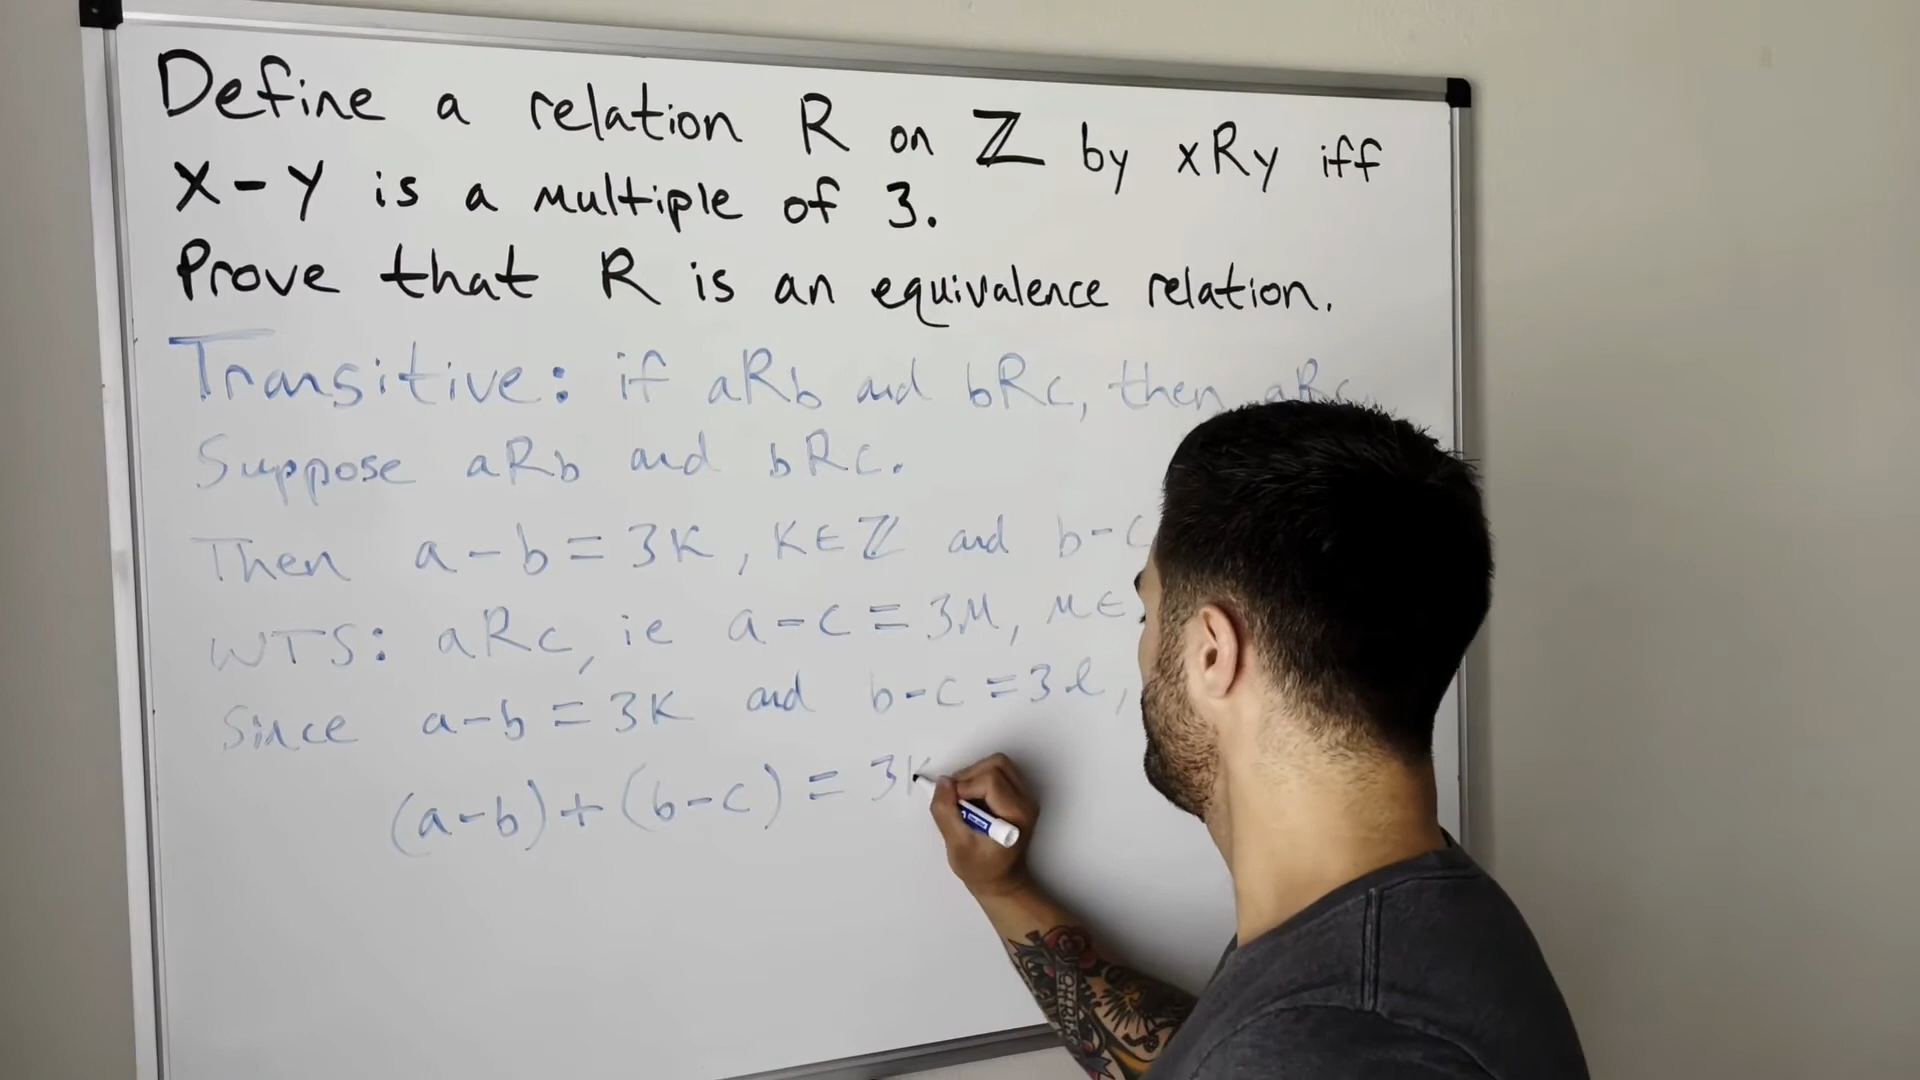 Define a relation R on ℤ by xRy iff
X-Y is a multiple of 3.
Prove that R is an equivalence relation.
Transitive: if aRb and bRc, then aRc
Suppose aRb and bRc.
Then a-b=3K, K∈ℤ and b-c
WTS: aRc, ie a-c=3M, M∈
Since a-b=3K and b-c=3ℓ,
(a-b)+(b-c)=3K